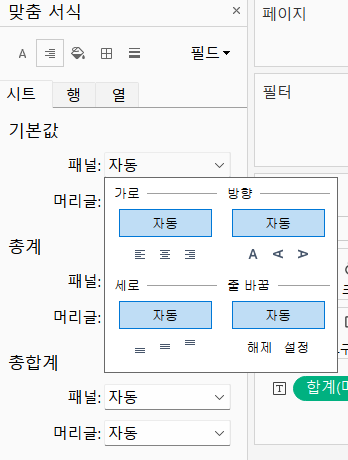 맞춤 서식
페이지
A
필드
시트 행 열
필터
기본값
패널: 자동
머리글:
가로 방향
자동 자동
A A A
세로 줄 바꿈
자동 자동
해제 설정
총계
패널:
머리글:
총합계
패널: 자동
머리글: 자동
T 합계(